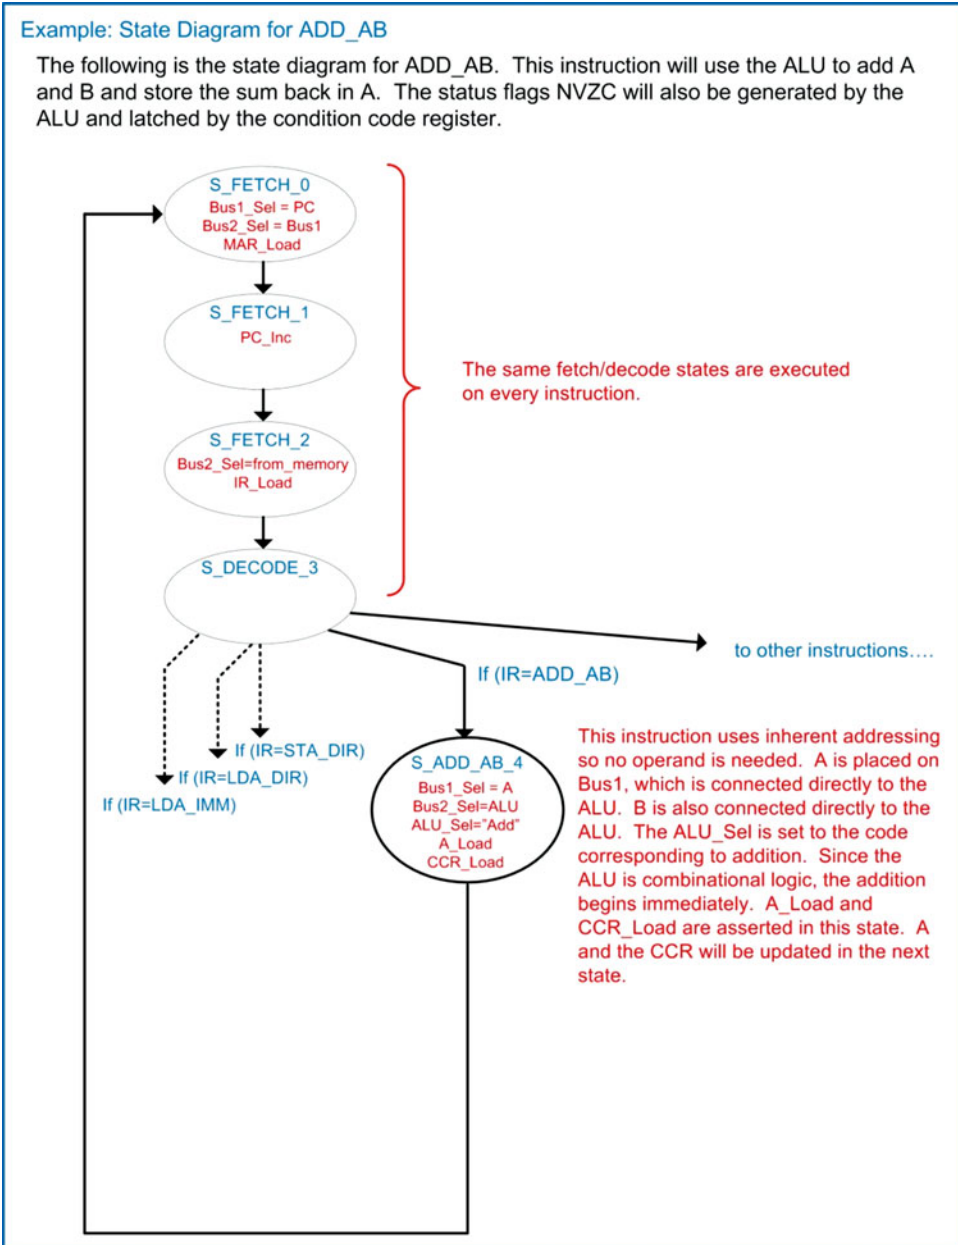 Example: State Diagram for ADD_AB
The following is the state diagram for ADD_AB. This instruction will use the ALU to add A
and B and store the sum back in A. The status flags NVZC will also be generated by the
ALU and latched by the condition code register.
S_FETCH_0
Bus1_Sel = PC
Bus2_Sel = Bus1
MAR_Load
S_FETCH_1
PC_Inc
The same fetch/decode states are executed
on every instruction.
S_FETCH_2
Bus2_Sel=from_memory
IR_Load
S_DECODE_3
to other instructions....
If (IR=ADD_AB)
If (IR=STA_DIR)
If (IR=LDA_DIR)
If (IR=LDA_IMM)
S_ADD_AB_4
Bus1_Sel = A
Bus2_Sel=ALU
ALU_Sel="Add"
A_Load
CCR_Load
This instruction uses inherent addressing
so no operand is needed. A is placed on
Bus1, which is connected directly to the
ALU. B is also connected directly to the
ALU. The ALU_Sel is set to the code
corresponding to addition. Since the
ALU is combinational logic, the addition
begins immediately. A_Load and
CCR_Load are asserted in this state. A
and the CCR will be updated in the next
state.